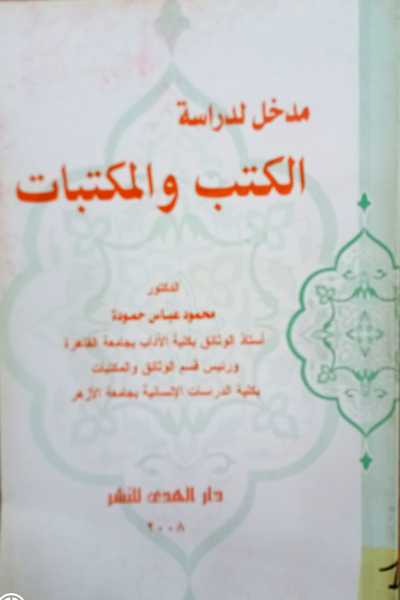 مدخل لدراسة
الكتب والمكتبات
الدكتور
محمود عباس حمودة
أستاذ الوثائق بكلية الآداب بجامعة القاهرة
ورئيس قسم الوثائق والمكتبات
بكلية الدراسات الإنسانية بجامعة الأزهر
دار الهدى للنشر
٢٠٠٨
1